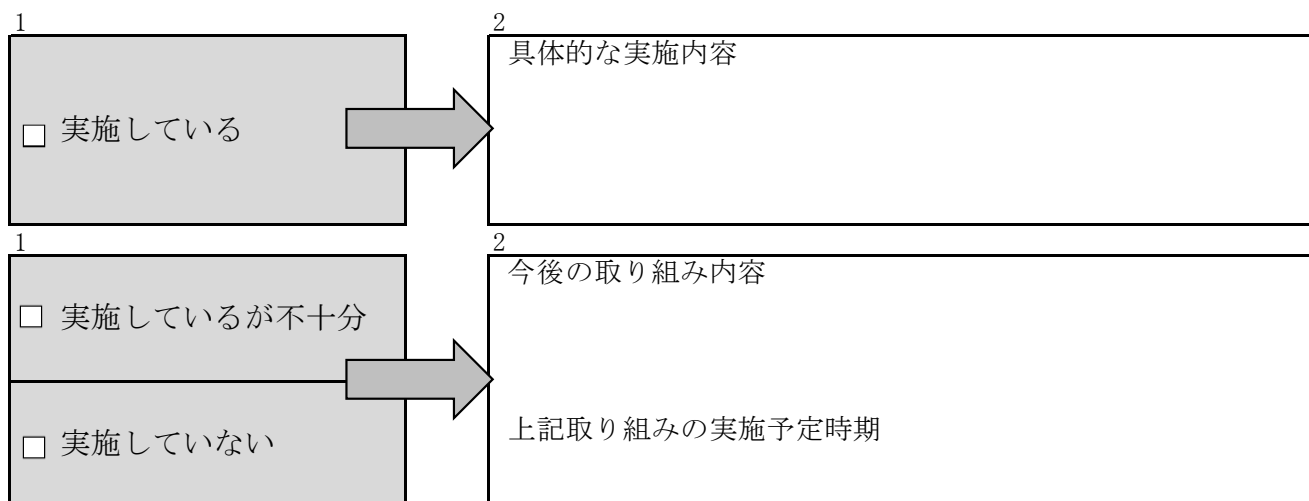 1
2
□ 実施している
具体的な実施内容
1
2
□ 実施しているが不十分
□ 実施していない
今後の取り組み内容
上記取り組みの実施予定時期